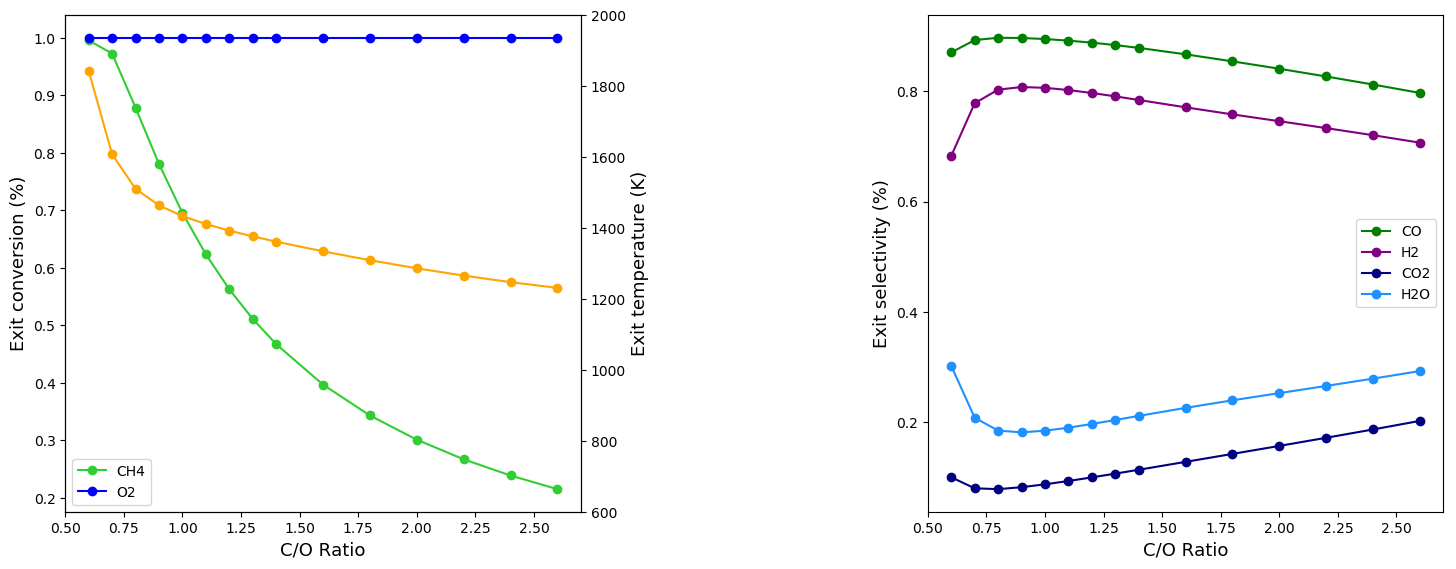 1.0
0.9
0.8
0.7
0.6
0.5
0.4
0.3
0.2
Exit conversion (%)
0.50 0.75 1.00 1.25 1.50 1.75 2.00 2.25 2.50
C/O Ratio
CH4
O2
2000
1800
1600
1400
1200
1000
800
600
Exit temperature (K)
0.8
0.6
0.4
0.2
Exit selectivity (%)
0.50 0.75 1.00 1.25 1.50 1.75 2.00 2.25 2.50
C/O Ratio
CO
H2
CO2
H2O